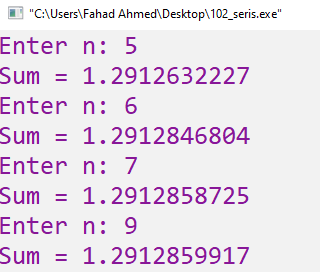 "C:\Users\Fahad Ahmed\Desktop\102_seris.exe"
Enter n: 5
Sum = 1.2912632227
Enter n: 6
Sum = 1.2912846804
Enter n: 7
Sum = 1.2912858725
Enter n: 9
Sum = 1.2912859917